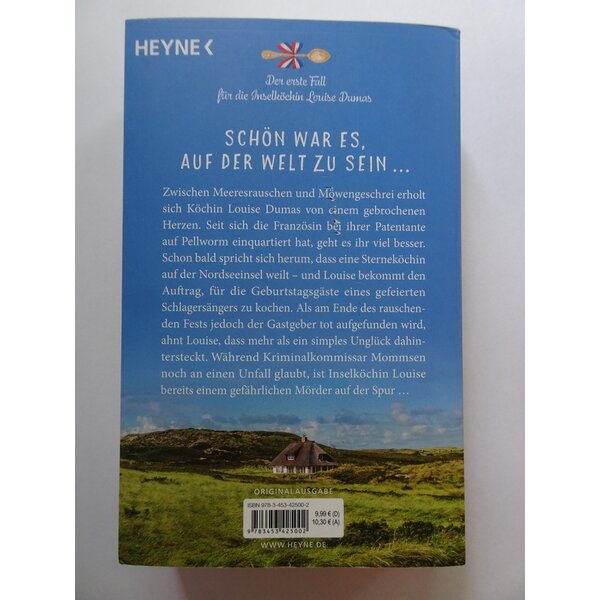 HEYNE<
Der erste Fall
für die Inselköchin Louise Dumas
SCHÖN WAR ES,
AUF DER WELT ZU SEIN ...
Zwischen Meeresrauschen und Möwengeschrei erholt
sich Köchin Louise Dumas von einem gebrochenen
Herzen. Seit sich die Französin bei ihrer Patentante
auf Pellworm einquartiert hat, geht es ihr viel besser.
Schon bald spricht sich herum, dass eine Sterneköchin
auf der Nordseeinsel weilt – und Louise bekommt den
Auftrag, für die Geburtstagsgäste eines gefeierten
Schlagersängers zu kochen. Als am Ende des rauschen-
den Fests jedoch der Gastgeber tot aufgefunden wird,
ahnt Louise, dass mehr als ein simples Unglück dahin-
tersteckt. Während Kriminalkommissar Mommsen
noch an einen Unfall glaubt, ist Inselköchin Louise
bereits einem gefährlichen Mörder auf der Spur ...
ORIGINALAUSGABE
ISBN 978-3-453-42500-2
9,99 € (D)
10,30 € (A)
9 783453 425002
WWW.HEYNE.DE